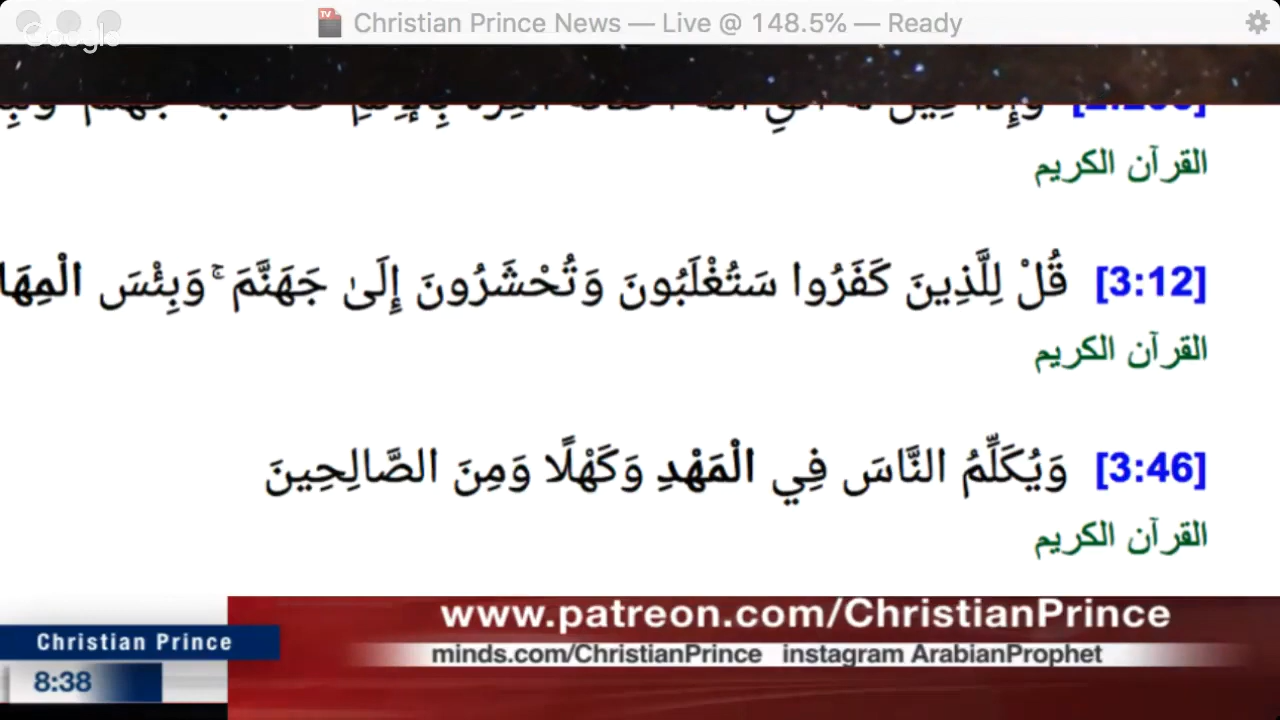 Christian Prince News — Live @ 148.5% — Ready
Google
القرآن الكريم
[3:12] قُلْ لِلَّذِينَ كَفَرُوا سَتُغْلَبُونَ وَتُحْشَرُونَ إِلَىٰ جَهَنَّمَ ۚ وَبِئْسَ
القرآن الكريم
[3:46] وَيُكَلِّمُ النَّاسَ فِي الْمَهْدِ وَكَهْلًا وَمِنَ الصَّالِحِينَ
القرآن الكريم
www.patreon.com/ChristianPrince
Christian Prince
minds.com/ChristianPrince instagram ArabianProphet
8:38